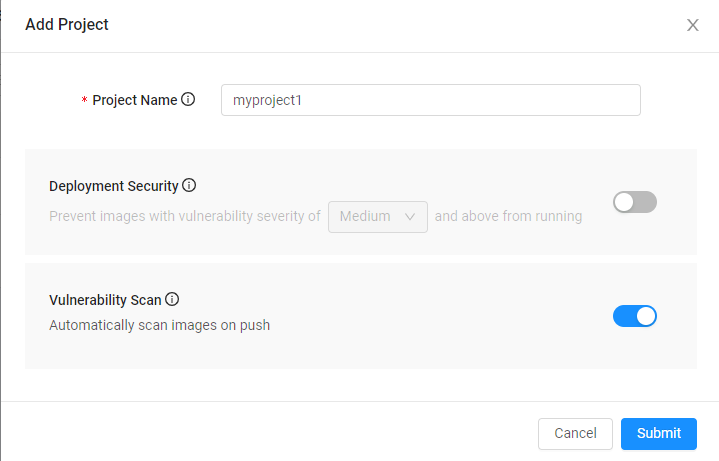 Add Project
* Project Name
myproject1
Deployment Security
Prevent images with vulnerability severity of Medium and above from running
Vulnerability Scan
Automatically scan images on push
Cancel Submit